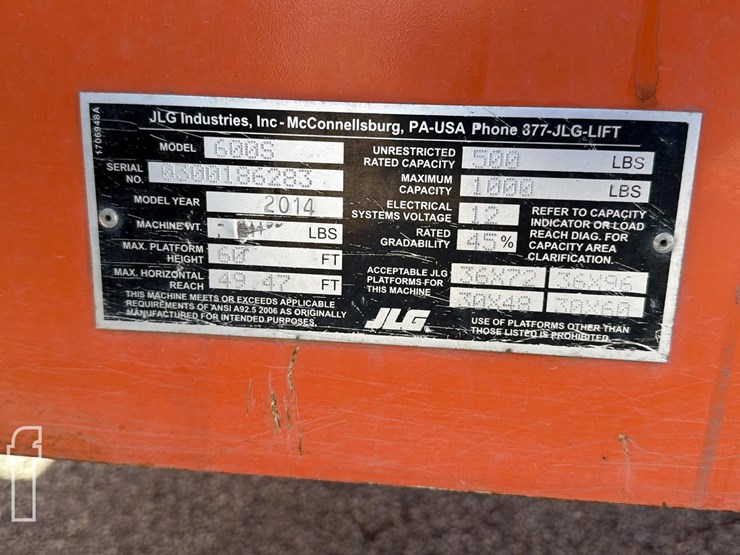 1706948A
JLG Industries, Inc - McConnellsburg, PA-USA Phone 877-JLG-LIFT
MODEL 600S
SERIAL NO. 0300186283
MODEL YEAR 2014
MACHINE WT. LBS
MAX. PLATFORM HEIGHT 60 FT
MAX. HORIZONTAL REACH 49.47 FT
THIS MACHINE MEETS OR EXCEEDS APPLICABLE
REQUIREMENTS OF ANSI A92.5 2006 AS ORIGINALLY
MANUFACTURED FOR INTENDED PURPOSES.
UNRESTRICTED RATED CAPACITY 500 LBS
MAXIMUM CAPACITY 1000 LBS
ELECTRICAL SYSTEMS VOLTAGE 12
RATED GRADABILITY 45%
REFER TO CAPACITY
INDICATOR OR LOAD
REACH DIAG. FOR
CAPACITY AREA
CLARIFICATION.
ACCEPTABLE JLG
PLATFORMS FOR
THIS MACHINE
36X72 36X96
30X48 30X60
JLG
USE OF PLATFORMS OTHER THAN
THOSE LISTED IS PROHIBITED.
f